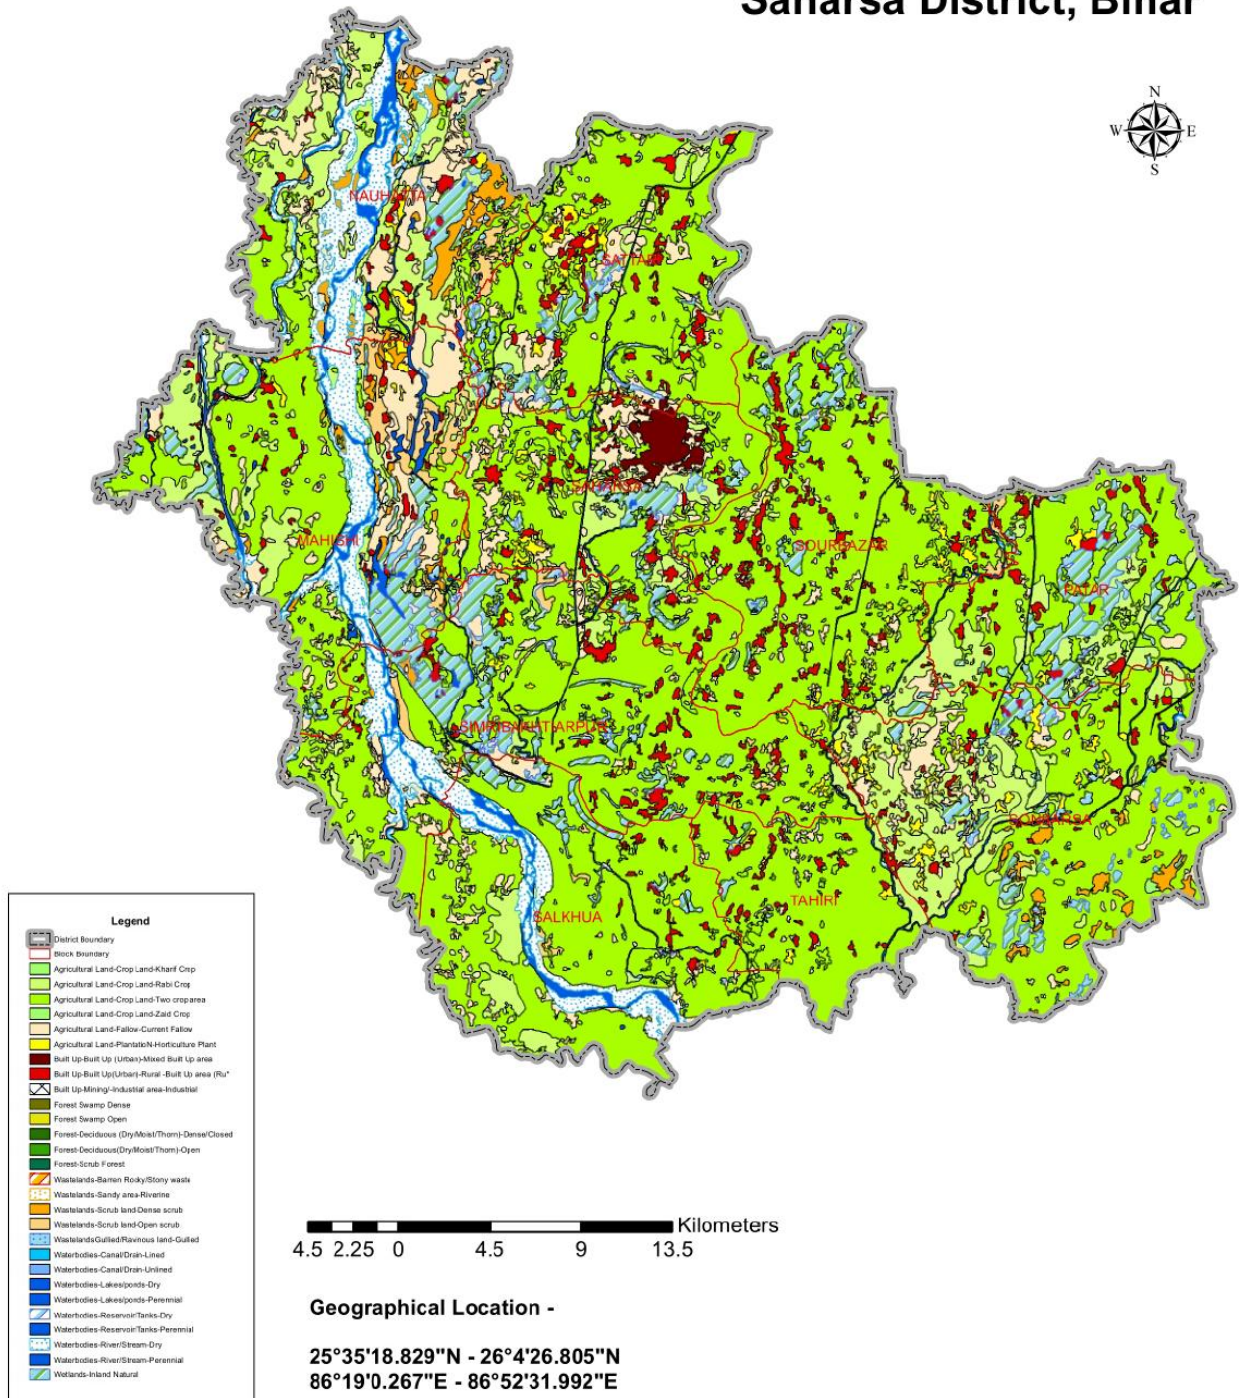 Saharsa District, Bihar
N
W E
S
NAUHATTA
SATTAR
SAHARSA
MAHISHI
SOURBAZAR
PATAR
SIMRIBAKHTIARPUR
SONBARSA
TAHIRI
SALKHUA
Legend
District Boundary
Block Boundary
Agricultural Land-Crop Land-Kharif Crop
Agricultural Land-Crop Land-Rabi Crop
Agricultural Land-Crop Land-Two crop area
Agricultural Land-Crop Land-Zaid Crop
Agricultural Land-Fallow-Current Fallow
Agricultural Land-PlantatioN-Horticulture Plant
Built Up-Built Up (Urban)-Mixed Built Up area
Built Up-Built Up(Urban)-Rural -Built Up area (Ru"
Built Up-Mining/-Industrial area-Industrial
Forest Swamp Dense
Forest Swamp Open
Forest-Deciduous (Dry/Moist/Thorn)-Dense/Closed
Forest-Deciduous(Dry/Moist/Thorn)-Open
Forest-Scrub Forest
Wastelands-Barren Rocky/Stony waste
Wastelands-Sandy area-Riverine
Wastelands-Scrub land-Dense scrub
Wastelands-Scrub land-Open scrub
WastelandsGullied/Ravinous land-Gullied
Waterbodies-Canal/Drain-Lined
Waterbodies-Canal/Drain-Unlined
Waterbodies-Lakes/ponds-Dry
Waterbodies-Lakes/ponds-Perennial
Waterbodies-Reservoir/Tanks-Dry
Waterbodies-Reservoir/Tanks-Perennial
Waterbodies-River/Stream-Dry
Waterbodies-River/Stream-Perennial
Wetlands-Inland Natural
Kilometers
4.5 2.25 0 4.5 9 13.5
Geographical Location -
25°35'18.829"N - 26°4'26.805"N
86°19'0.267"E - 86°52'31.992"E